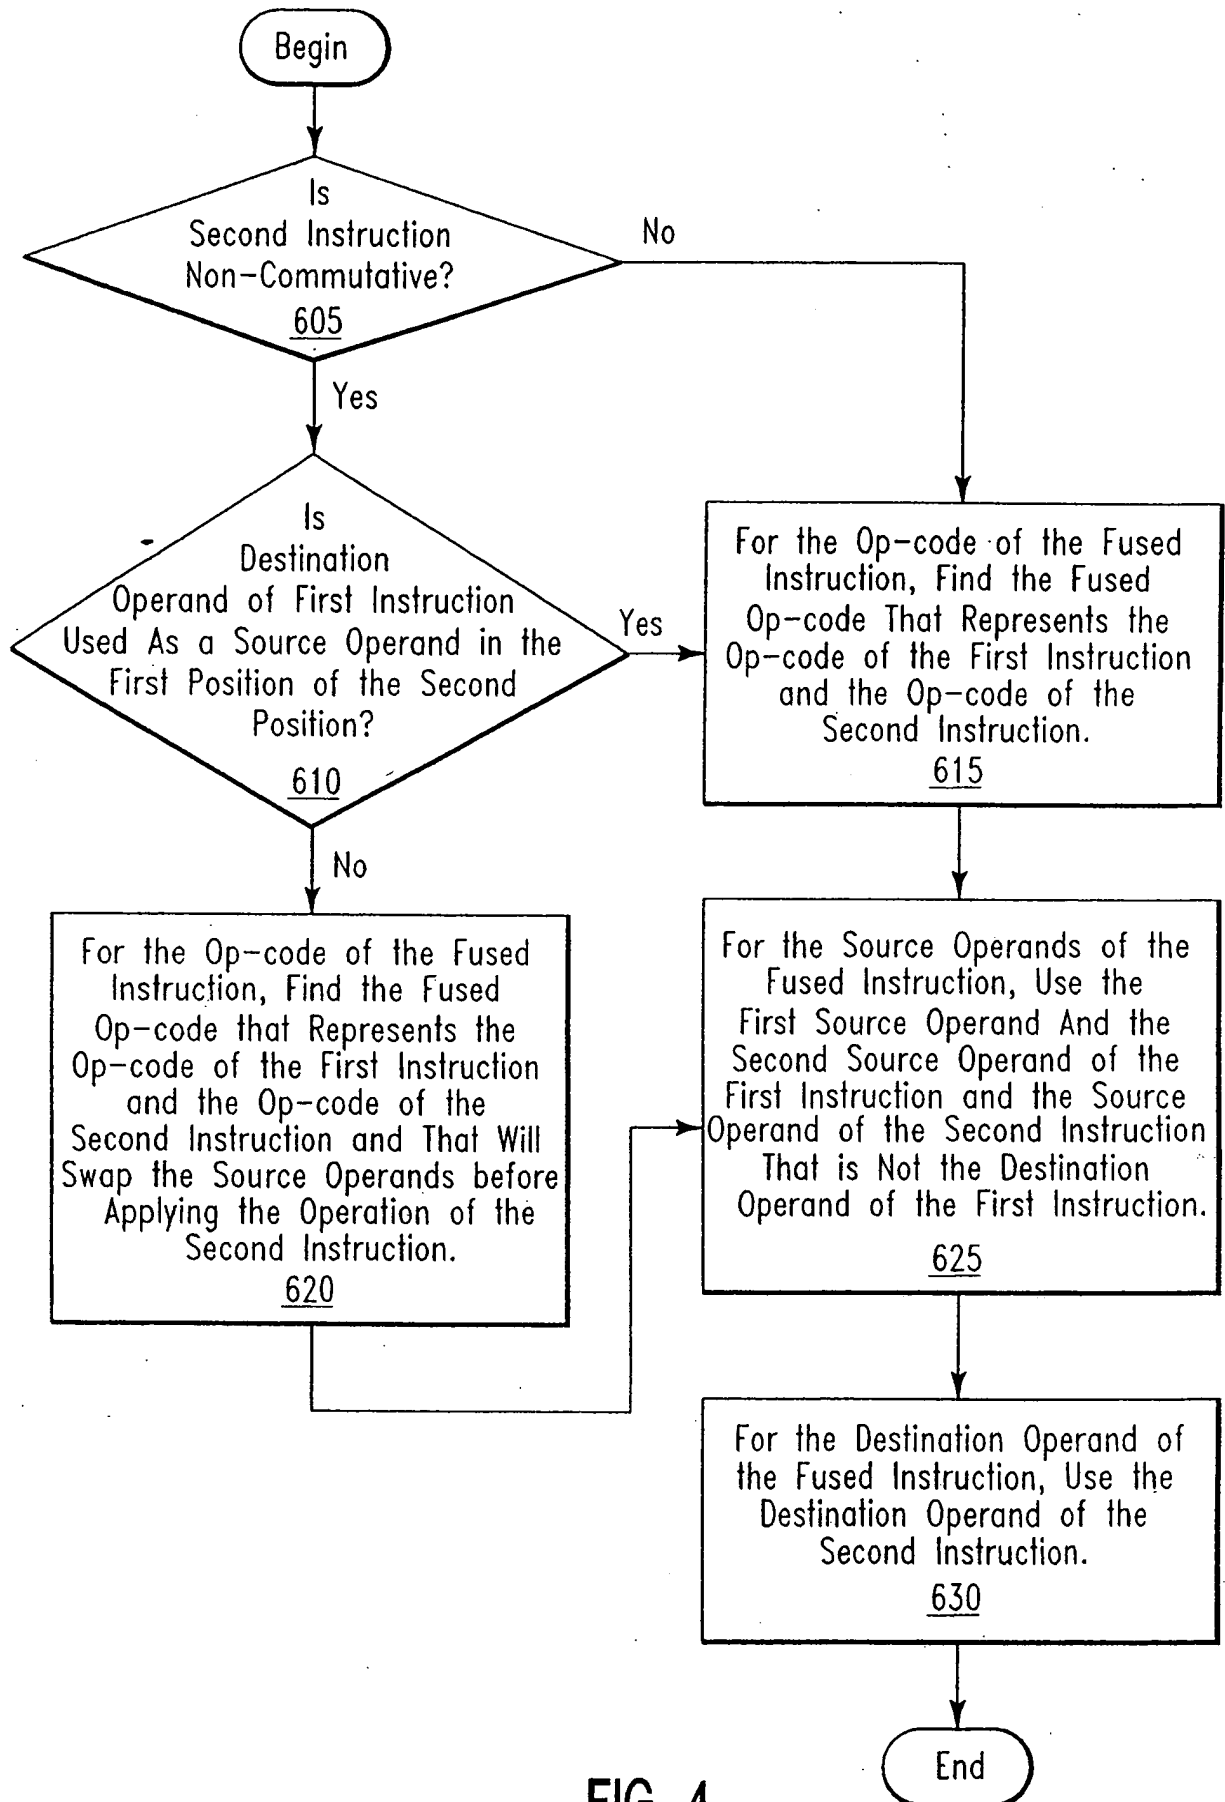 Begin
Is
Second Instruction
Non-Commutative?
605
No
Yes
Is
Destination
Operand of First Instruction
Used As a Source Operand in the
First Position of the Second
Position?
610
Yes
No
For the Op-code of the Fused
Instruction, Find the Fused
Op-code That Represents the
Op-code of the First Instruction
and the Op-code of the
Second Instruction.
615
For the Op-code of the Fused
Instruction, Find the Fused
Op-code that Represents the
Op-code of the First Instruction
and the Op-code of the
Second Instruction and That Will
Swap the Source Operands before
Applying the Operation of the
Second Instruction.
620
For the Source Operands of the
Fused Instruction, Use the
First Source Operand And the
Second Source Operand of the
First Instruction and the Source
Operand of the Second Instruction
That is Not the Destination
Operand of the First Instruction.
625
For the Destination Operand of
the Fused Instruction, Use the
Destination Operand of the
Second Instruction.
630
End
FIG. 4